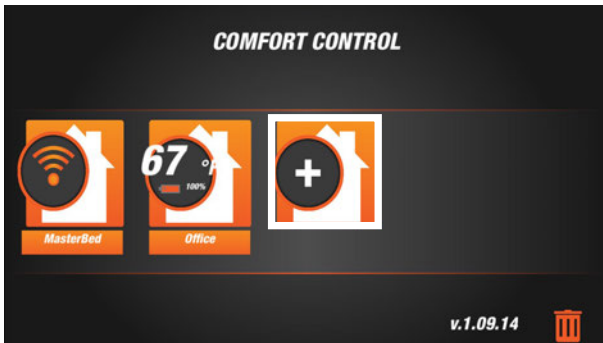 COMFORT CONTROL
67 °F
100%
MasterBed
Office
+
v.1.09.14